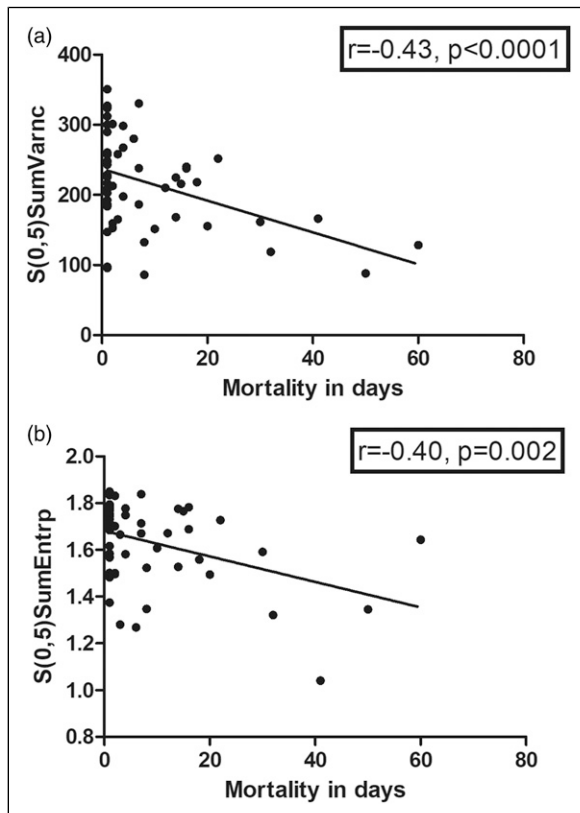 (a)
r=-0.43, p<0.0001
400
300
200
100
0
S(0,5)SumVarnc
0 20 40 60 80
Mortality in days
(b)
r=-0.40, p=0.002
2.0
1.8
1.6
1.4
1.2
1.0
0.8
S(0,5)SumEntrp
0 20 40 60 80
Mortality in days